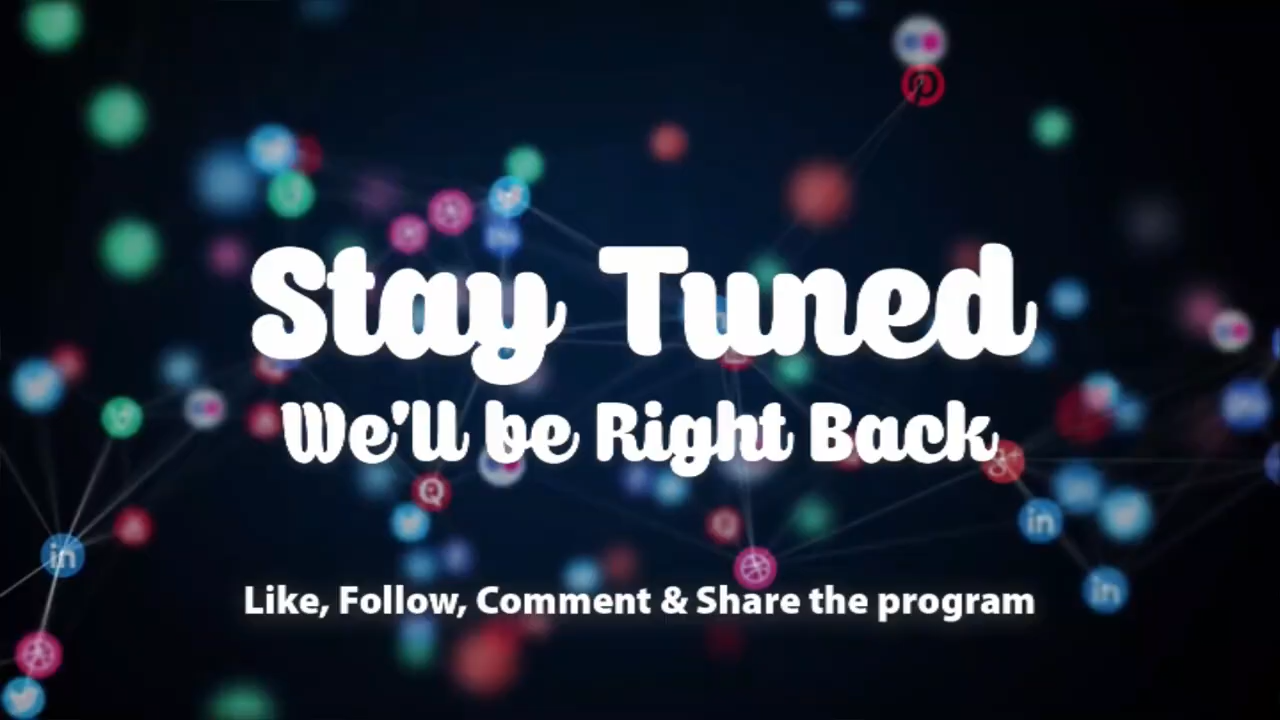 Stay Tuned
We'll be Right Back
Like, Follow, Comment & Share the program